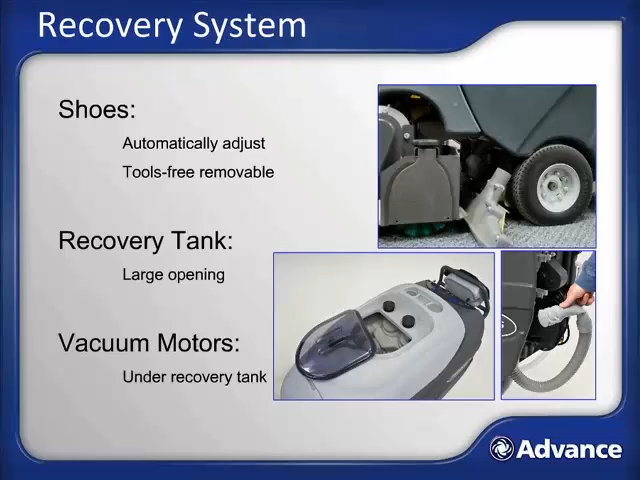 Recovery System
Shoes:
Automatically adjust
Tools-free removable
Recovery Tank:
Large opening
Vacuum Motors:
Under recovery tank
Advance